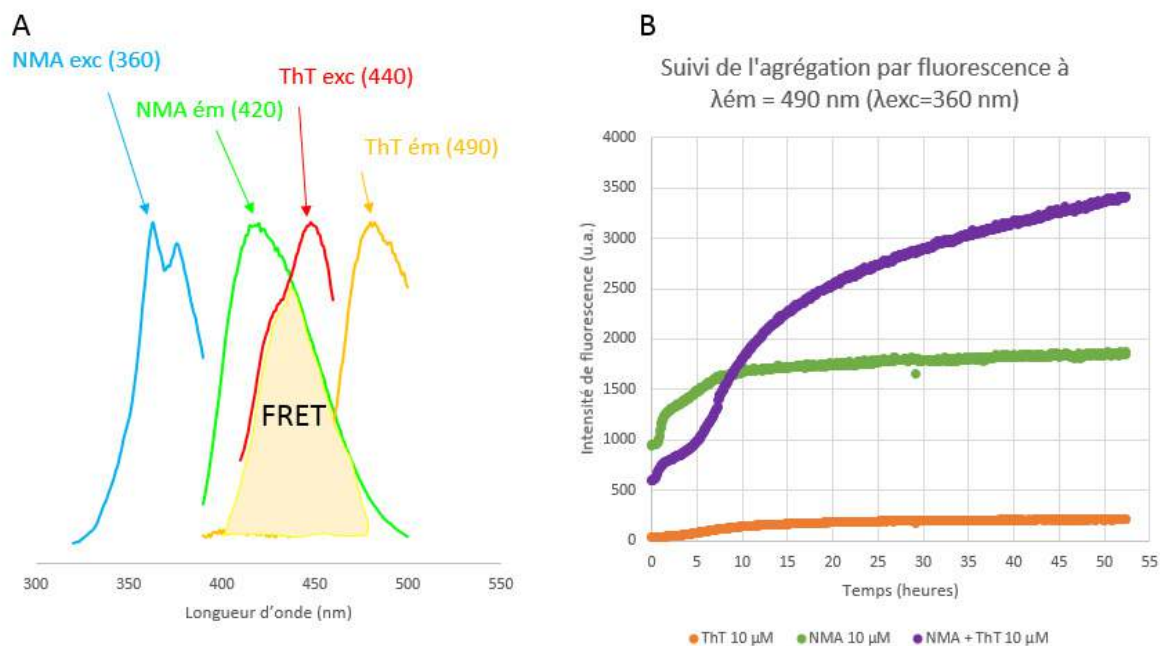 A
NMA exc (360)
ThT exc (440)
NMA ém (420)
ThT ém (490)
FRET
300 350 400 450 500 550
Longueur d'onde (nm)
B
Suivi de l'agrégation par fluorescence à
λém = 490 nm (λexc=360 nm)
Intensité de fluorescence (u.a.)
4000
3500
3000
2500
2000
1500
1000
500
0
0 5 10 15 20 25 30 35 40 45 50 55
Temps (heures)
ThT 10 µM NMA 10 µM NMA + ThT 10 µM